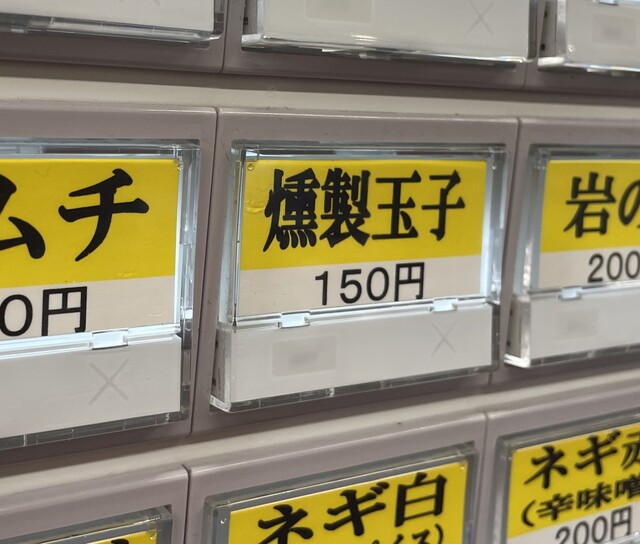 ムチ
0円
燻製玉子
150円
岩の
200
ネギ白
ネギ
(辛味噌
200円